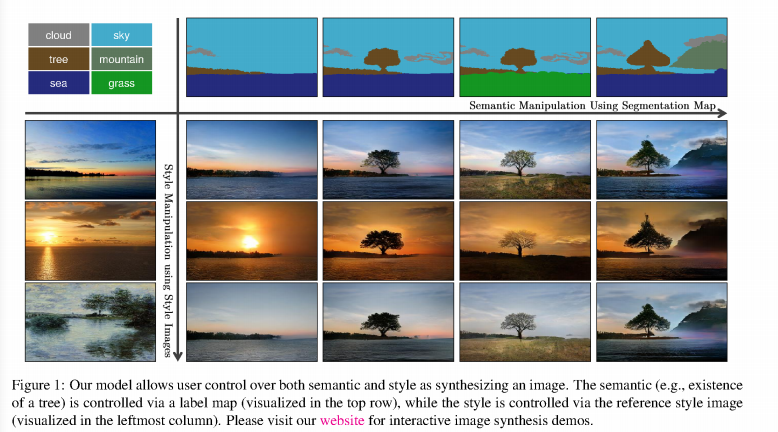 cloud sky
tree mountain
sea grass
Semantic Manipulation Using Segmentation Map
Style Manipulation using Style Images
Figure 1: Our model allows user control over both semantic and style as synthesizing an image. The semantic (e.g., existence
of a tree) is controlled via a label map (visualized in the top row), while the style is controlled via the reference style image
(visualized in the leftmost column). Please visit our website for interactive image synthesis demos.